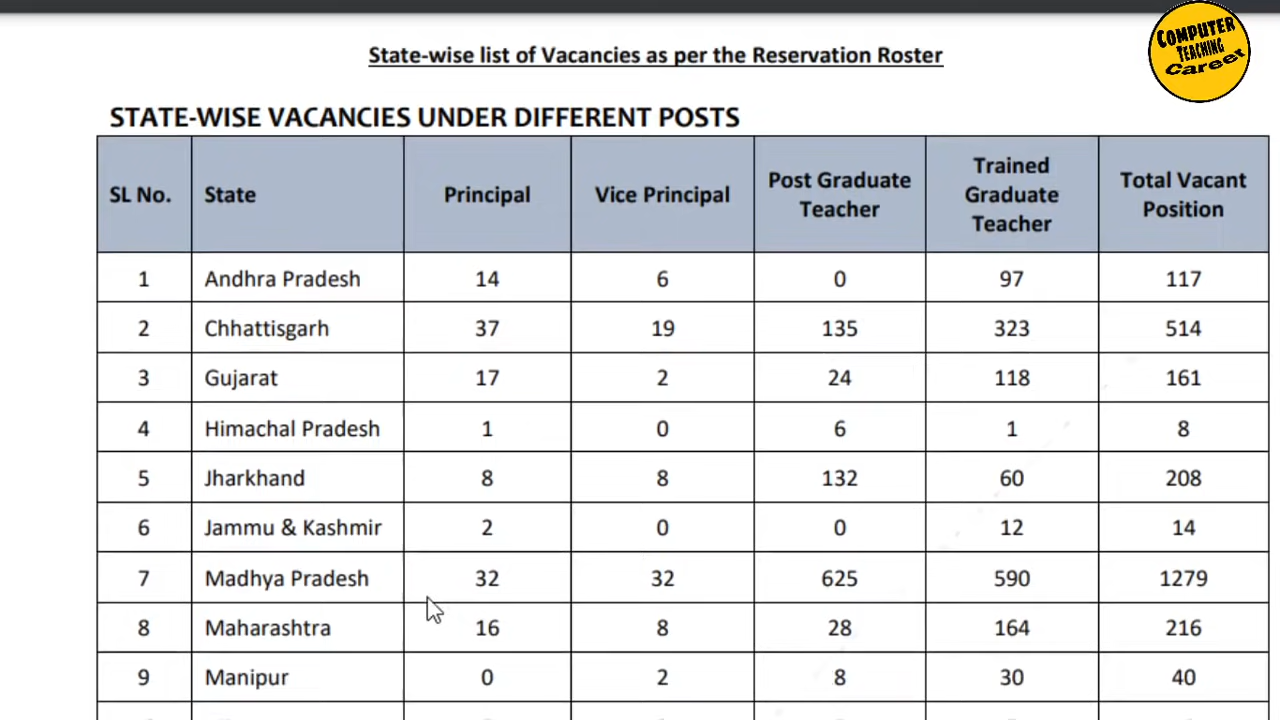 COMPUTER
TEACHING
Career
State-wise list of Vacancies as per the Reservation Roster
STATE-WISE VACANCIES UNDER DIFFERENT POSTS
SL No. State Principal Vice Principal Post Graduate Teacher Trained Graduate Teacher Total Vacant Position
1 Andhra Pradesh 14 6 0 97 117
2 Chhattisgarh 37 19 135 323 514
3 Gujarat 17 2 24 118 161
4 Himachal Pradesh 1 0 6 1 8
5 Jharkhand 8 8 132 60 208
6 Jammu & Kashmir 2 0 0 12 14
7 Madhya Pradesh 32 32 625 590 1279
8 Maharashtra 16 8 28 164 216
9 Manipur 0 2 8 30 40